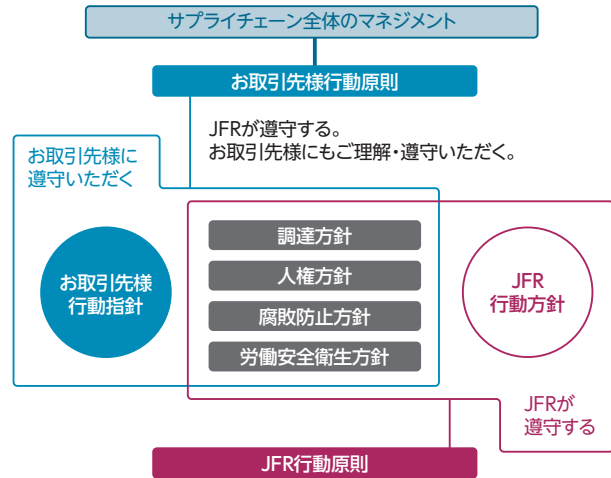 サプライチェーン全体のマネジメント
お取引先様行動原則
JFRが遵守する。
お取引先様にもご理解・遵守いただく。
お取引先様に
遵守いただく
お取引先様
行動指針
調達方針
人権方針
腐敗防止方針
労働安全衛生方針
JFR
行動方針
JFRが
遵守する
JFR行動原則